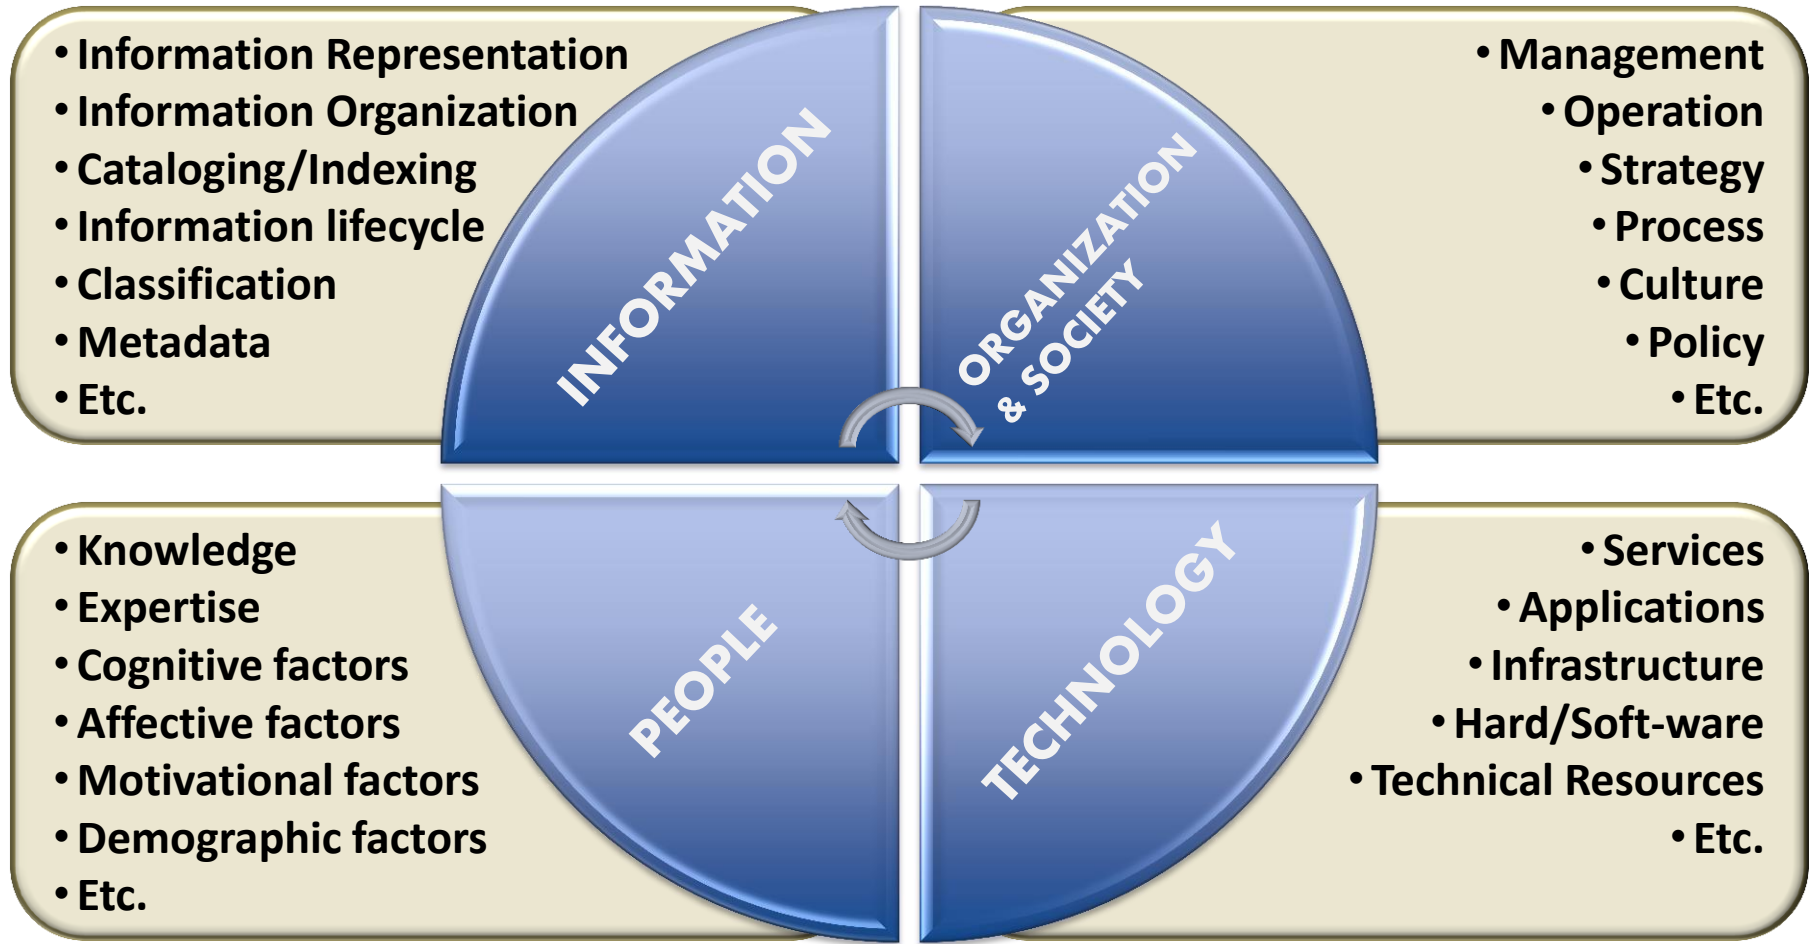 • Information Representation
• Information Organization
• Cataloging/Indexing
• Information lifecycle
• Classification
• Metadata
• Etc.
INFORMATION
ORGANIZATION
& SOCIETY
• Management
• Operation
• Strategy
• Process
• Culture
• Policy
• Etc.
• Knowledge
• Expertise
• Cognitive factors
• Affective factors
• Motivational factors
• Demographic factors
• Etc.
PEOPLE
TECHNOLOGY
• Services
• Applications
• Infrastructure
• Hard/Soft-ware
• Technical Resources
• Etc.